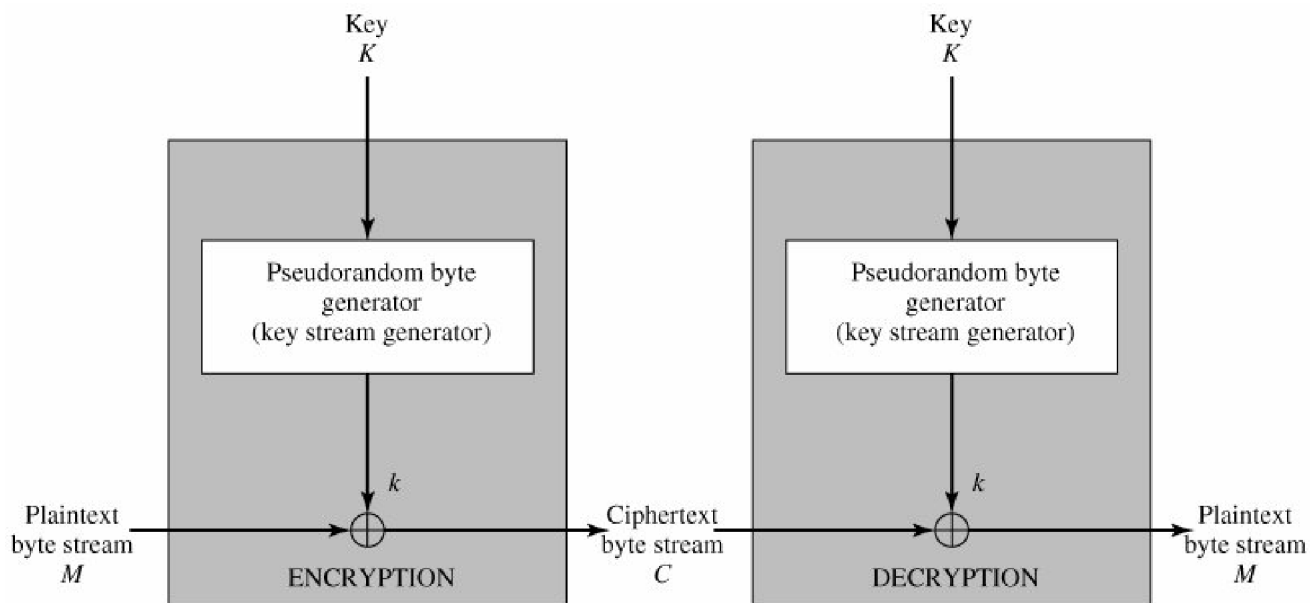 Key
K
Key
K
Pseudorandom byte
generator
(key stream generator)
Pseudorandom byte
generator
(key stream generator)
k
k
Plaintext
byte stream
M
ENCRYPTION
Ciphertext
byte stream
C
DECRYPTION
Plaintext
byte stream
M